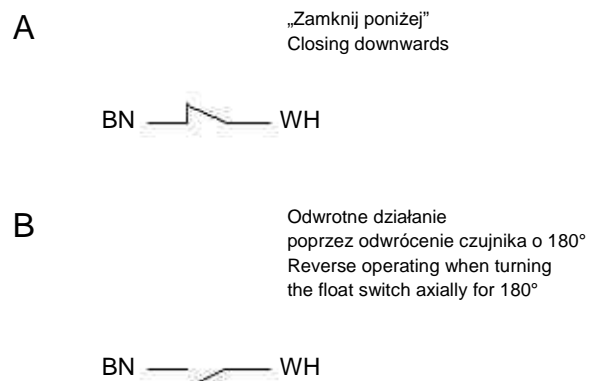 A
„Zamknij poniżej”
Closing downwards
BN WH
B
Odwrotne działanie
poprzez odwrócenie czujnika o 180°
Reverse operating when turning
the float switch axially for 180°
BN WH